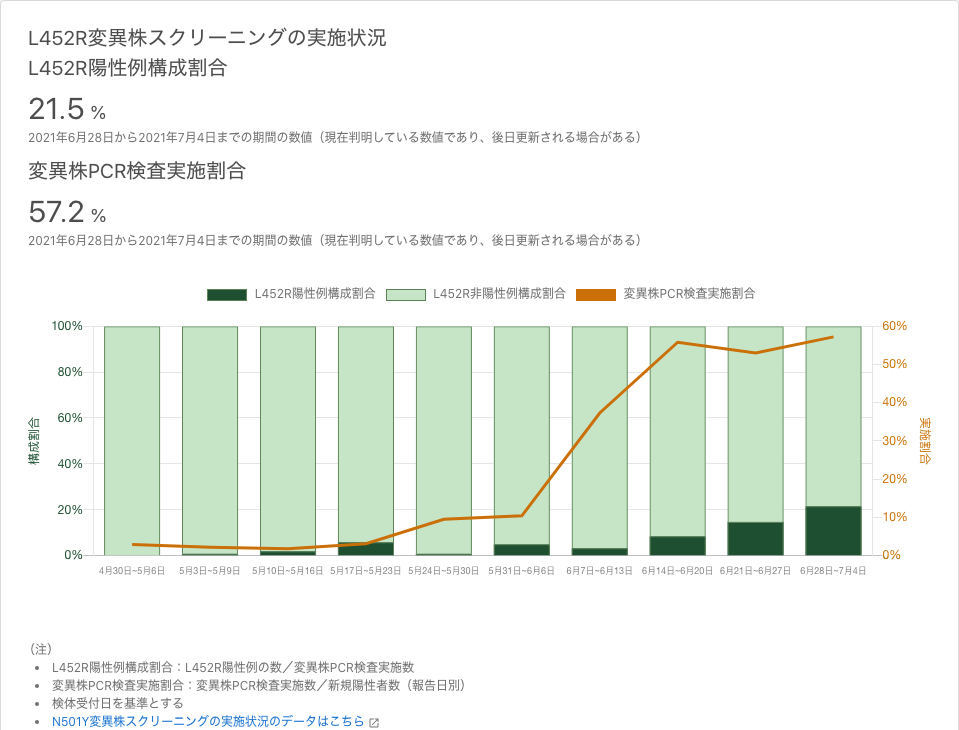 L452R変異株スクリーニングの実施状況
L452R陽性例構成割合
21.5 %
2021年6月28日から2021年7月4日までの期間の数値（現在判明している数値であり、後日更新される場合がある）
変異株PCR検査実施割合
57.2 %
2021年6月28日から2021年7月4日までの期間の数値（現在判明している数値であり、後日更新される場合がある）
L452R陽性例構成割合 L452R非陽性例構成割合 変異株PCR検査実施割合
100%
80%
60%
40%
20%
0%
構成割合
60%
50%
40%
30%
20%
10%
0%
実施割合
4月30日~5月6日 5月3日~5月9日 5月10日~5月16日 5月17日~5月23日 5月24日~5月30日 5月31日~6月6日 6月7日~6月13日 6月14日~6月20日 6月21日~6月27日 6月28日~7月4日
（注）
• L452R陽性例構成割合：L452R陽性例の数／変異株PCR検査実施数
• 変異株PCR検査実施割合：変異株PCR検査実施数／新規陽性者数（報告日別）
• 検体受付日を基準とする
• N501Y変異株スクリーニングの実施状況のデータはこちら